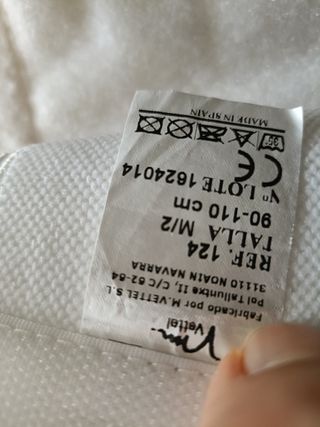 Vettel
Fabricado por M. VETTEL S.L
Pol Talluntxe II, C/C 62-64
31110 NOAIN NAVARRA
REF. 124
TALLA M/2
90-110 cm
Vn LOTE 1624014
CE
MADE IN SPAIN